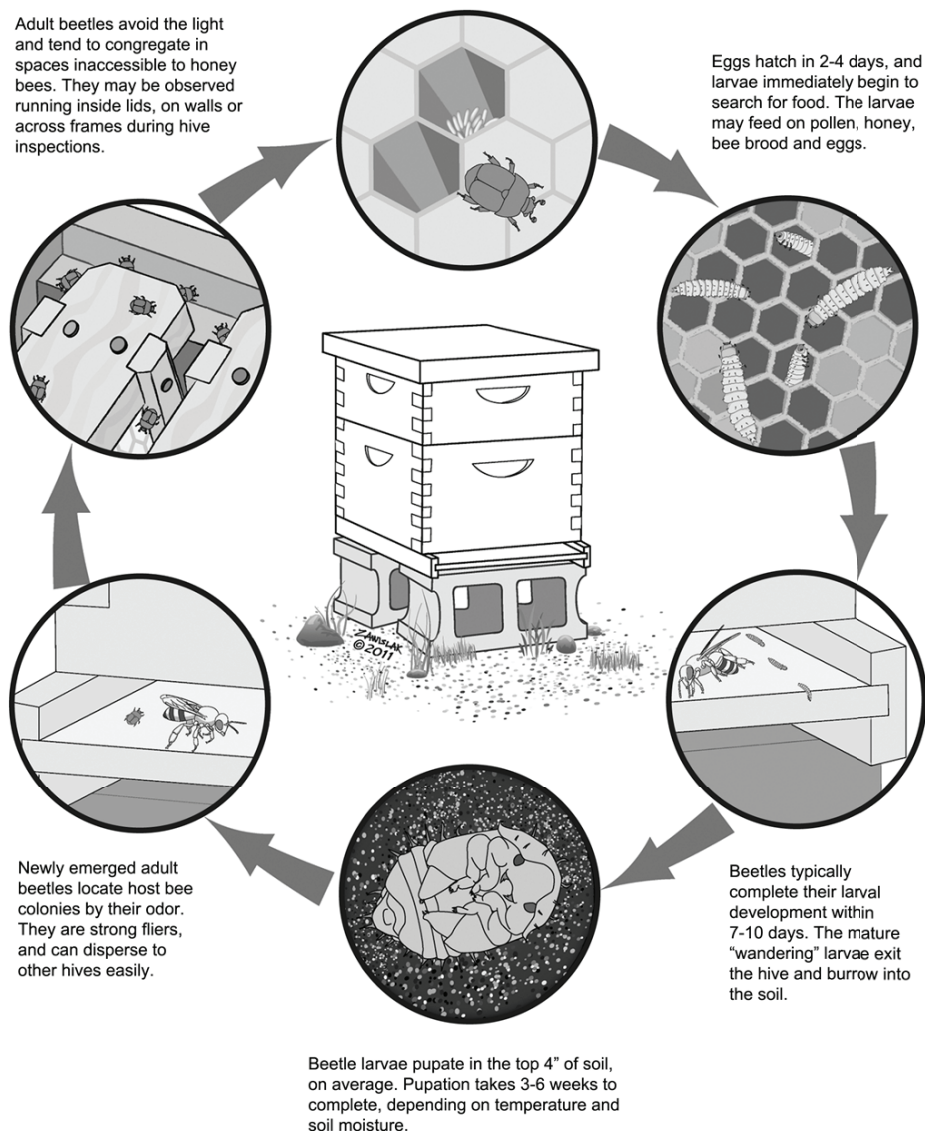 Adult beetles avoid the light
and tend to congregate in
spaces inaccessible to honey
bees. They may be observed
running inside lids, on walls or
across frames during hive
inspections.
Eggs hatch in 2-4 days, and
larvae immediately begin to
search for food. The larvae
may feed on pollen, honey,
bee brood and eggs.
ZAWISLAK
©2011
Newly emerged adult
beetles locate host bee
colonies by their odor.
They are strong fliers,
and can disperse to
other hives easily.
Beetles typically
complete their larval
development within
7-10 days. The mature
“wandering” larvae exit
the hive and burrow into
the soil.
Beetle larvae pupate in the top 4” of soil,
on average. Pupation takes 3-6 weeks to
complete, depending on temperature and
soil moisture.